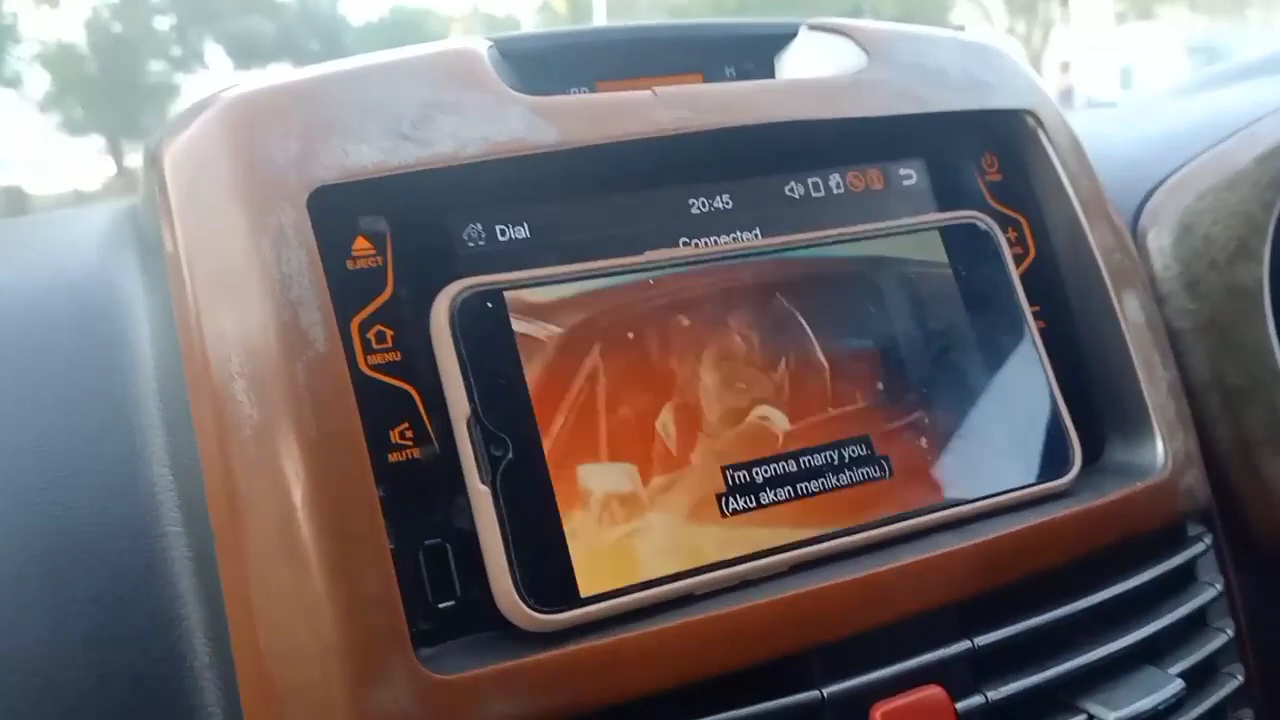 H
20:45
Dial
Connected
EJECT
MENU
MUTE
I'm gonna marry you.
(Aku akan menikahimu.)